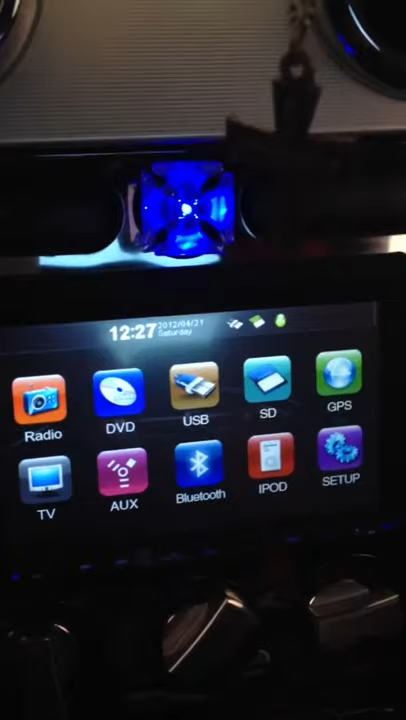 12:27 2012/04/21
Saturday
Radio DVD USB SD GPS
TV AUX Bluetooth IPOD SETUP